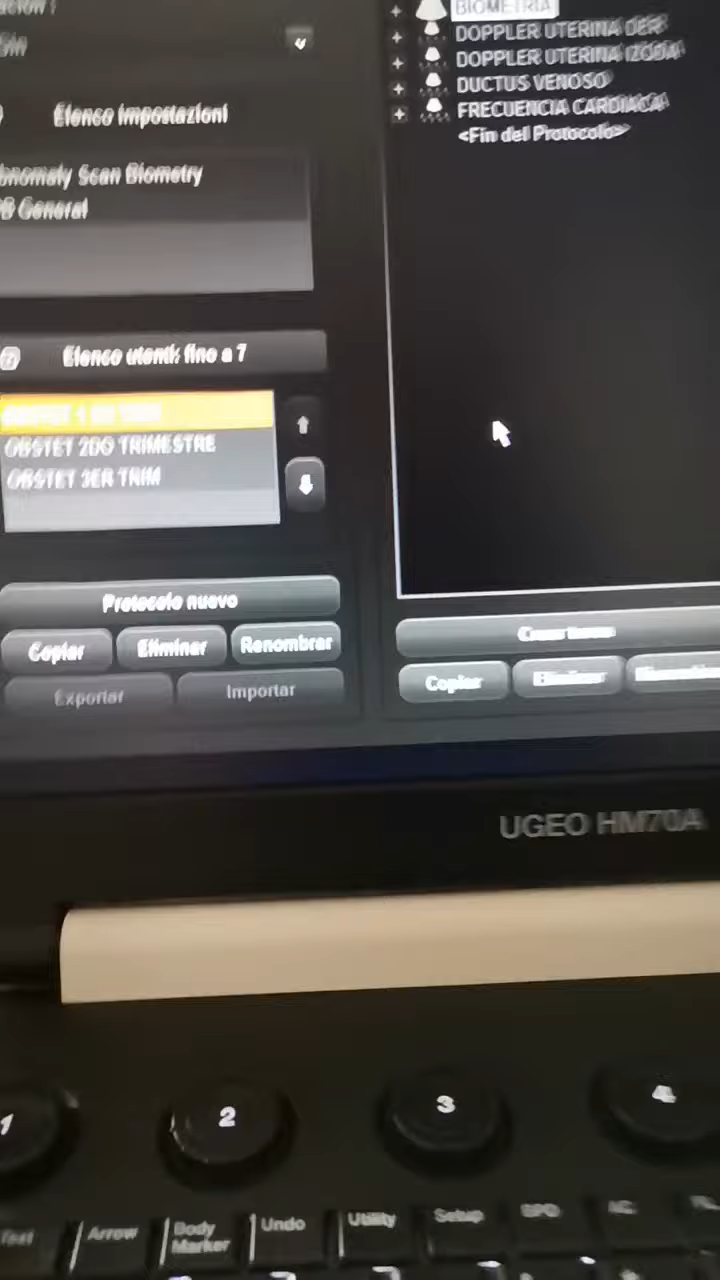 BIOMETRIA
DOPPLER UTERINA DER
DOPPLER UTERINA IZQDA
DUCTUS VENOSO
FRECUENCIA CARDIACA
<Fin del Protocolo>
Elenco impostazioni
Anomaly Scan Biometry
OB General
Elenco utenti: fino a 7
OBSTET 2DO TRIMESTRE
OBSTET 3ER TRIM
Protocolo nuevo
Copiar
Eliminar
Renombrar
Exportar
Importar
Copiar
Eliminar
UGEO HM70A
1
2
3
4
Text
Arrow
Body
Marker
Undo
Utility
Setup